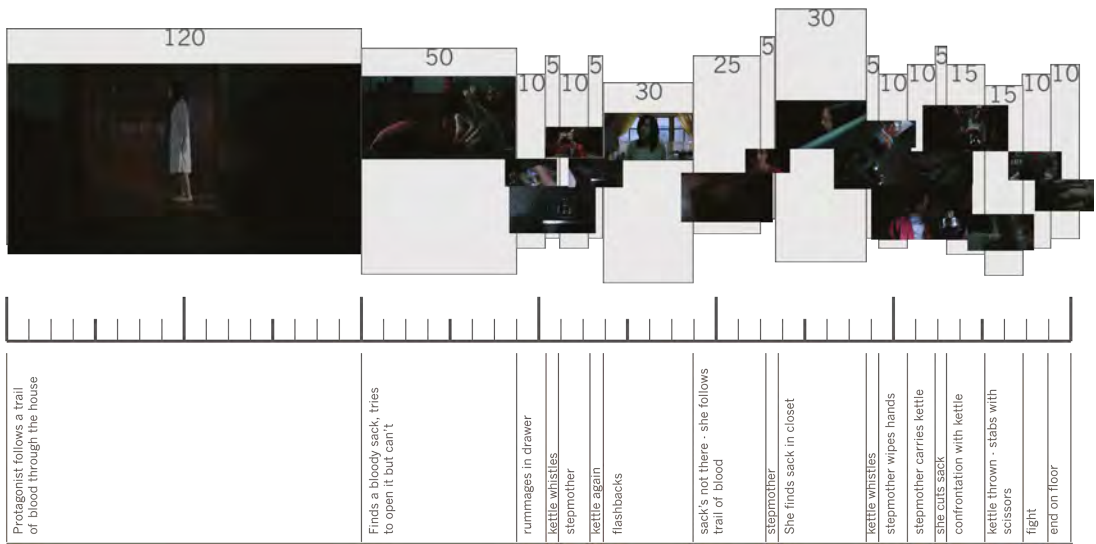 120
50
10
5
10
5
30
25
5
30
5
10
10
5
15
15
10
10
Protagonist follows a trail
of blood through the house
Finds a bloody sack, tries
to open it but can't
rummages in drawer
kettle whistles
stepmother
kettle again
flashbacks
sack's not there - she follows
trail of blood
stepmother
She finds sack in closet
kettle whistles
stepmother wipes hands
stepmother carries kettle
she cuts sack
confrontation with kettle
kettle thrown - stabs with
scissors
fight
end on floor